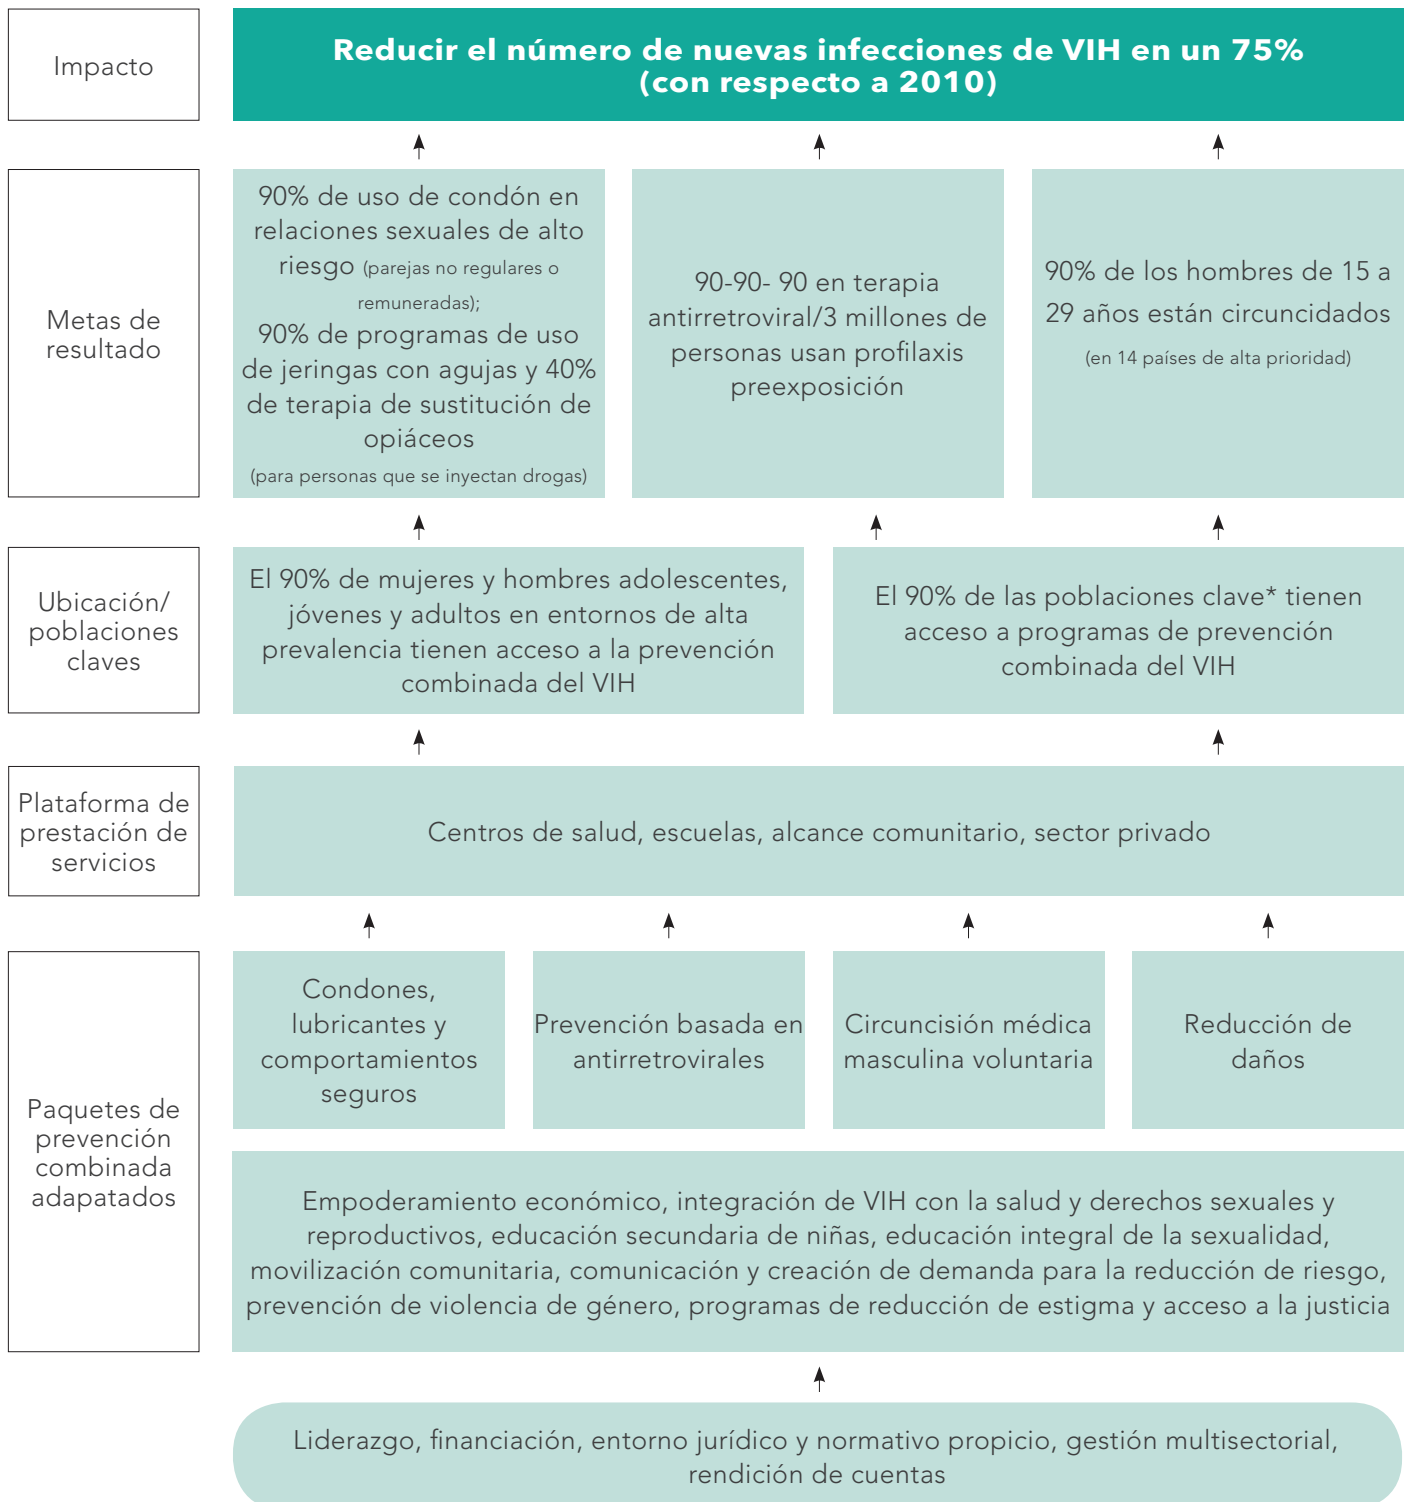 Impacto
Reducir el número de nuevas infecciones de VIH en un 75%
(con respecto a 2010)
Metas de
resultado
90% de uso de condón en
relaciones sexuales de alto
riesgo (parejas no regulares o
remuneradas);
90% de programas de uso
de jeringas con agujas y 40%
de terapia de sustitución de
opiáceos
(para personas que se inyectan drogas)
90-90- 90 en terapia
antirretroviral/3 millones de
personas usan profilaxis
preexposición
90% de los hombres de 15 a
29 años están circuncidados
(en 14 países de alta prioridad)
Ubicación/
poblaciones
claves
El 90% de mujeres y hombres adolescentes,
jóvenes y adultos en entornos de alta
prevalencia tienen acceso a la prevención
combinada del VIH
El 90% de las poblaciones clave* tienen
acceso a programas de prevención
combinada del VIH
Plataforma de
prestación de
servicios
Centros de salud, escuelas, alcance comunitario, sector privado
Paquetes de
prevención
combinada
adapatados
Condones,
lubricantes y
comportamientos
seguros
Prevención basada en
antirretrovirales
Circuncisión médica
masculina voluntaria
Reducción de
daños
Empoderamiento económico, integración de VIH con la salud y derechos sexuales y
reproductivos, educación secundaria de niñas, educación integral de la sexualidad,
movilización comunitaria, comunicación y creación de demanda para la reducción de riesgo,
prevención de violencia de género, programas de reducción de estigma y acceso a la justicia
Liderazgo, financiación, entorno jurídico y normativo propicio, gestión multisectorial,
rendición de cuentas